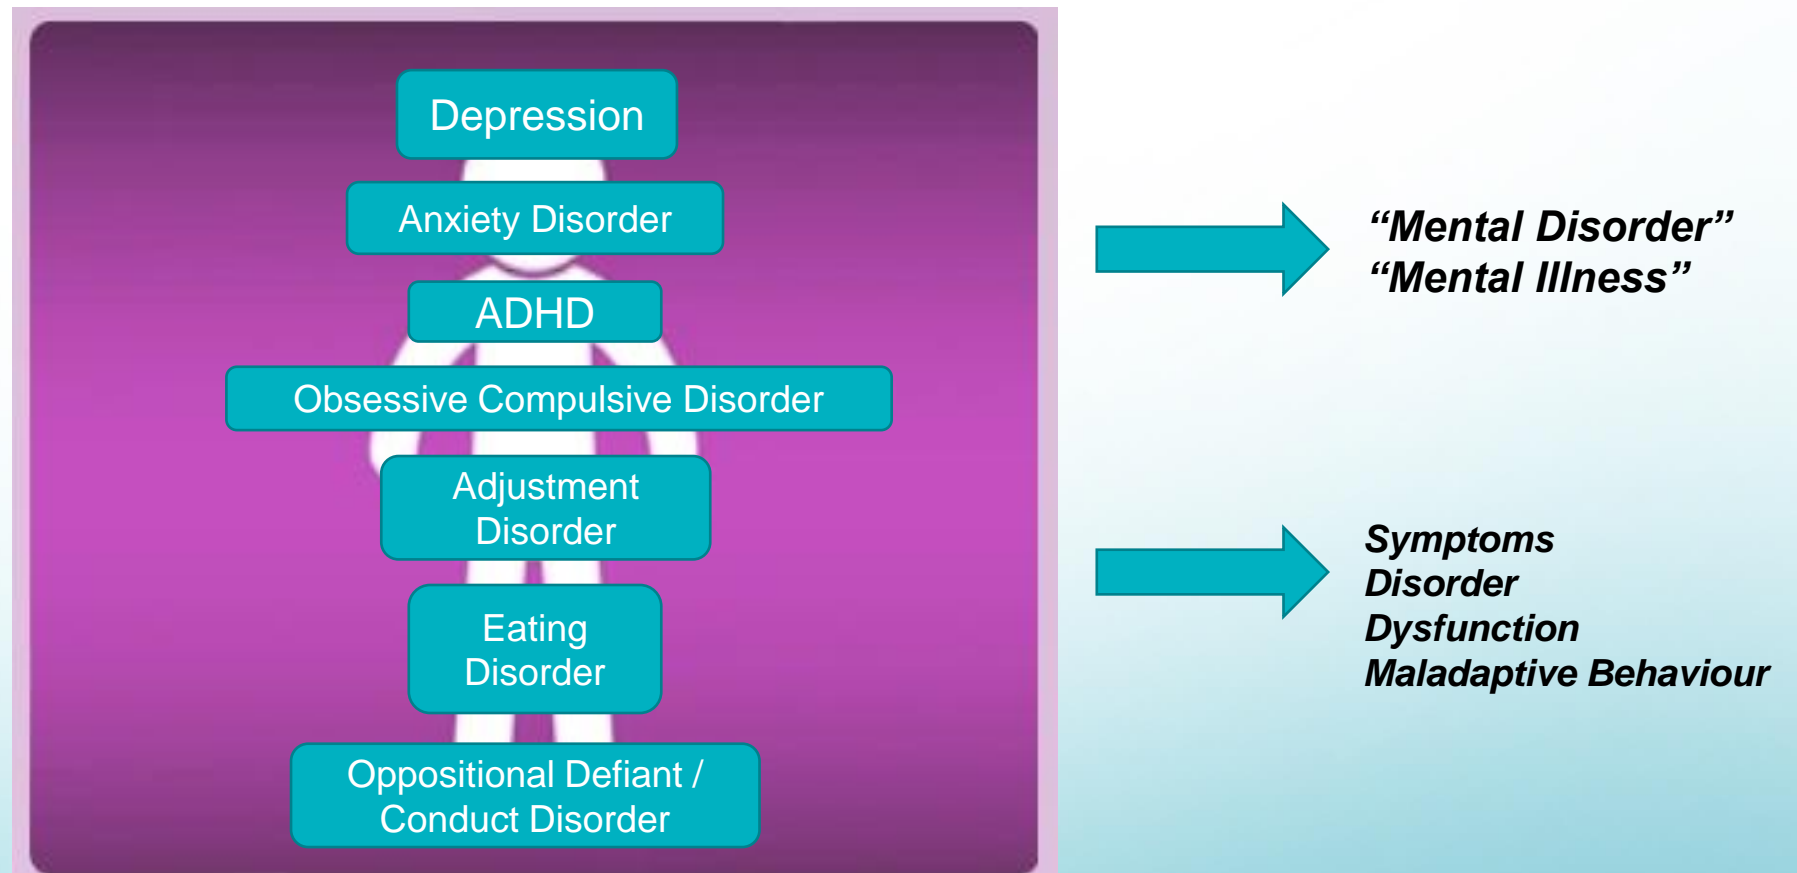 Depression
Anxiety Disorder
ADHD
Obsessive Compulsive Disorder
Adjustment
Disorder
Eating
Disorder
Oppositional Defiant /
Conduct Disorder
“Mental Disorder”
“Mental Illness”
Symptoms
Disorder
Dysfunction
Maladaptive Behaviour